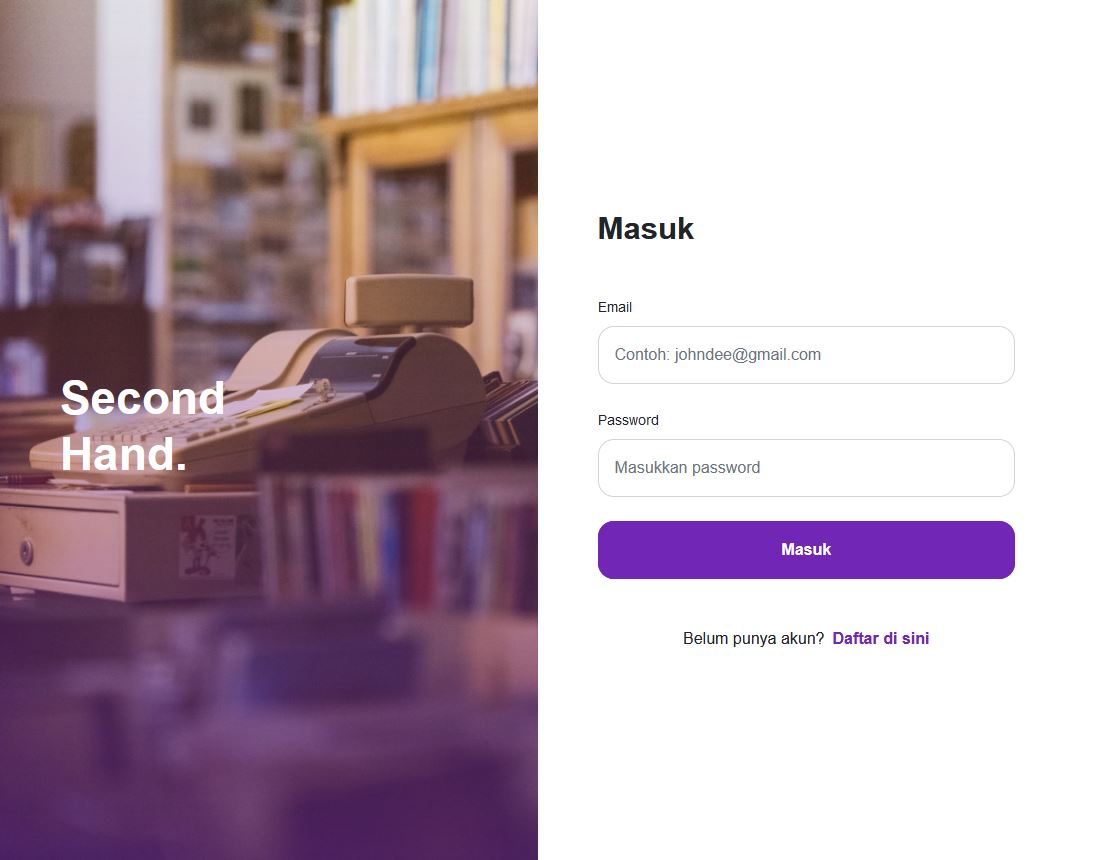 Second
Hand.
Masuk
Email
Contoh: johndee@gmail.com
Password
Masukkan password
Masuk
Belum punya akun? Daftar di sini